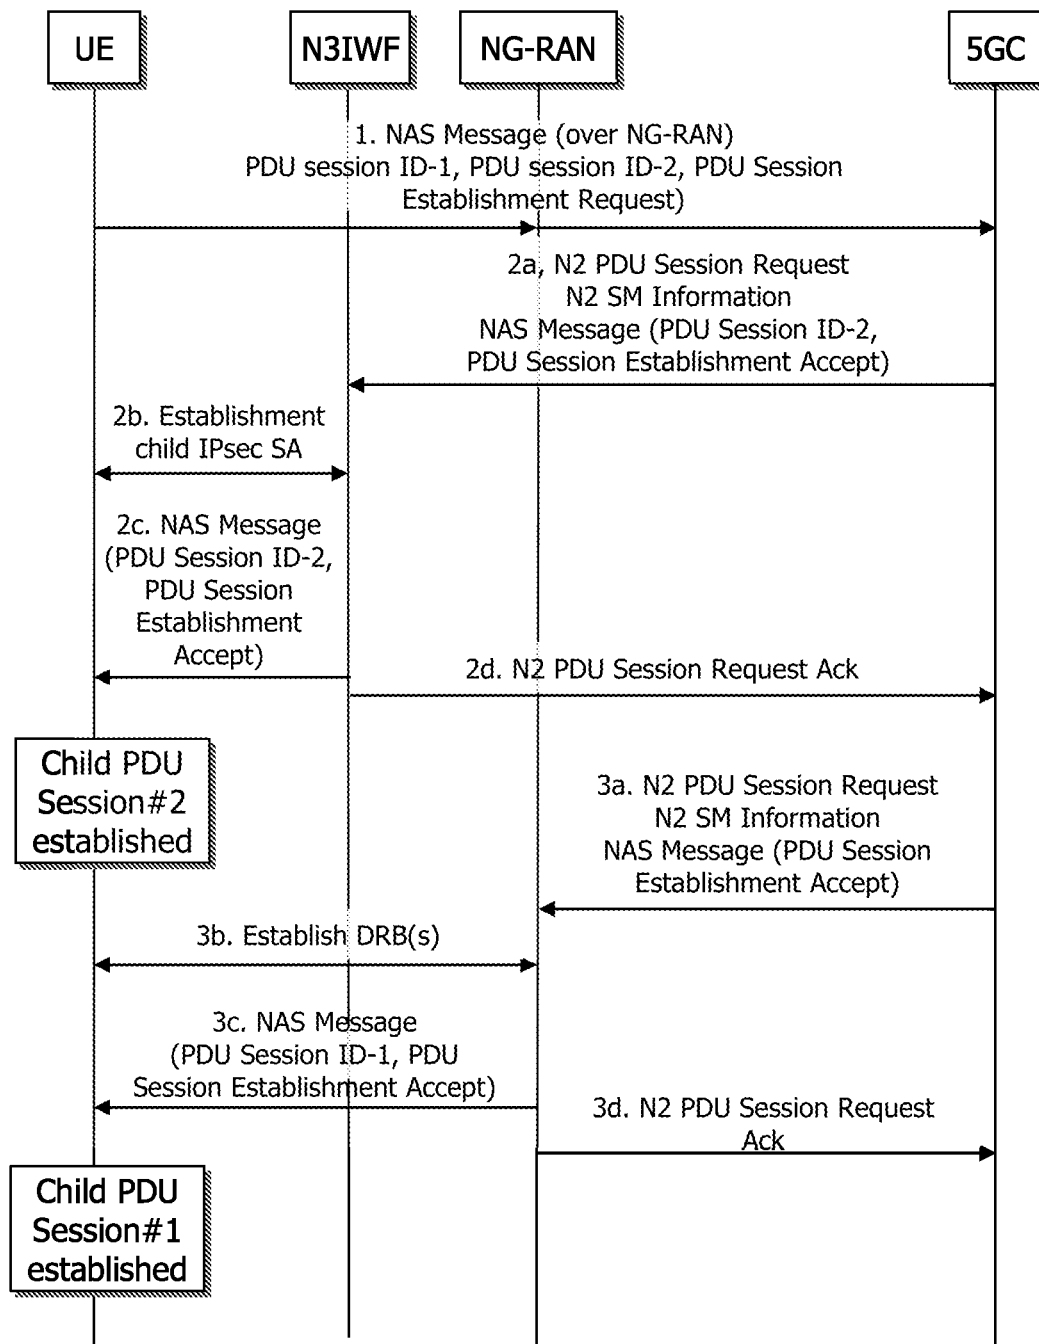 UE
N3IWF
NG-RAN
5GC
1. NAS Message (over NG-RAN)
PDU session ID-1, PDU session ID-2, PDU Session
Establishment Request)
2a, N2 PDU Session Request
N2 SM Information
NAS Message (PDU Session ID-2,
PDU Session Establishment Accept)
2b. Establishment
child IPsec SA
2c. NAS Message
(PDU Session ID-2,
PDU Session
Establishment
Accept)
2d. N2 PDU Session Request Ack
Child PDU
Session#2
established
3a. N2 PDU Session Request
N2 SM Information
NAS Message (PDU Session
Establishment Accept)
3b. Establish DRB(s)
3c. NAS Message
(PDU Session ID-1, PDU
Session Establishment Accept)
3d. N2 PDU Session Request
Ack
Child PDU
Session#1
established